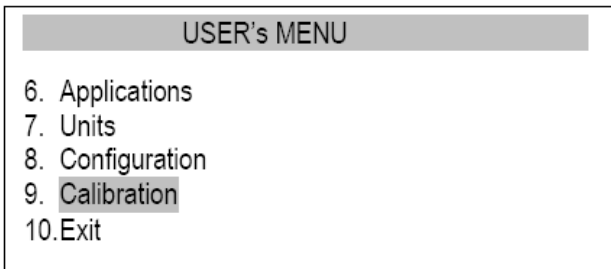 USER's MENU
6. Applications
7. Units
8. Configuration
9. Calibration
10.Exit